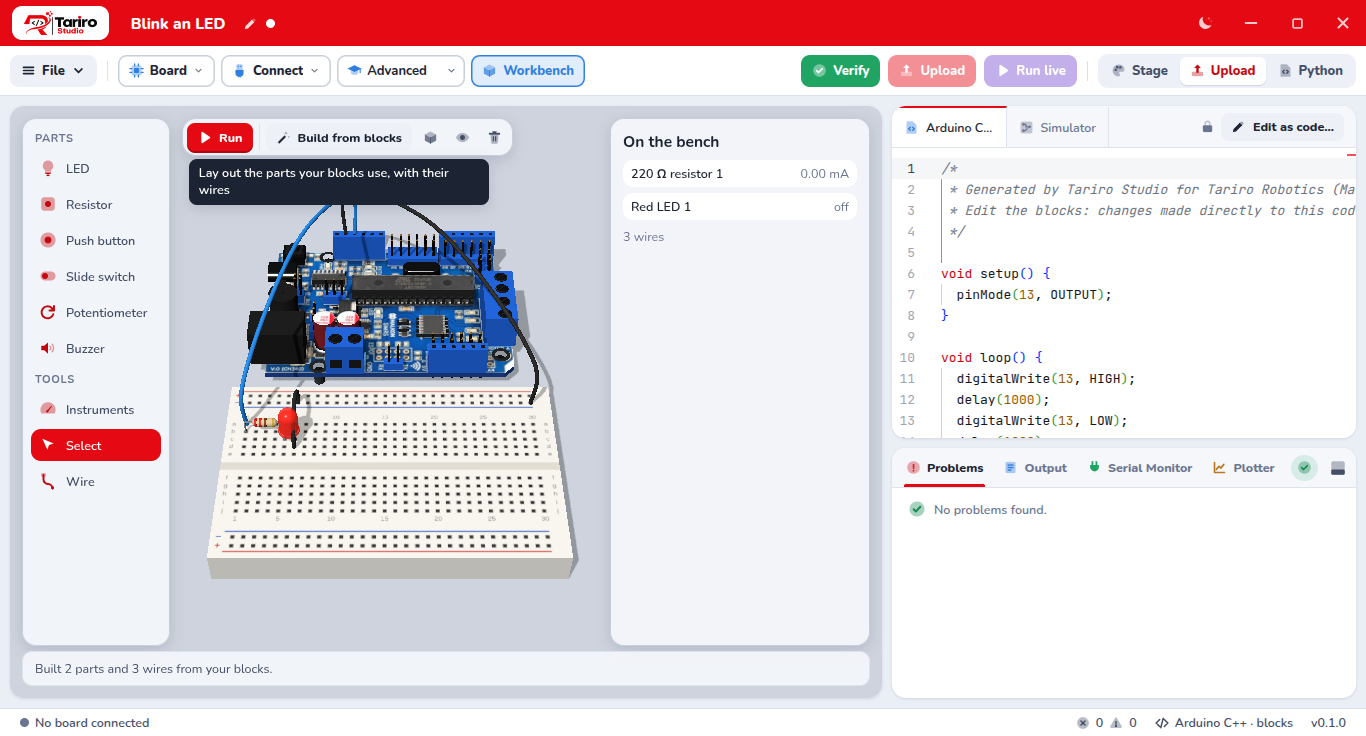 Tariro
Studio
Blink an LED
File
Board
Connect
Advanced
Workbench
Verify
Upload
Run live
Stage
Upload
Python
PARTS
LED
Resistor
Push button
Slide switch
Potentiometer
Buzzer
TOOLS
Instruments
Select
Wire
Run
Build from blocks
Lay out the parts your blocks use, with their
wires
On the bench
220 Ω resistor 1 0.00 mA
Red LED 1 off
3 wires
Built 2 parts and 3 wires from your blocks.
Arduino C...
Simulator
Edit as code...
1 /*
2 * Generated by Tariro Studio for Tariro Robotics (Ma
3 * Edit the blocks: changes made directly to this cod
4 */
5
6 void setup() {
7 pinMode(13, OUTPUT);
8 }
9
10 void loop() {
11 digitalWrite(13, HIGH);
12 delay(1000);
13 digitalWrite(13, LOW);
Problems
Output
Serial Monitor
Plotter
No problems found.
No board connected
0 0 Arduino C++ · blocks v0.1.0